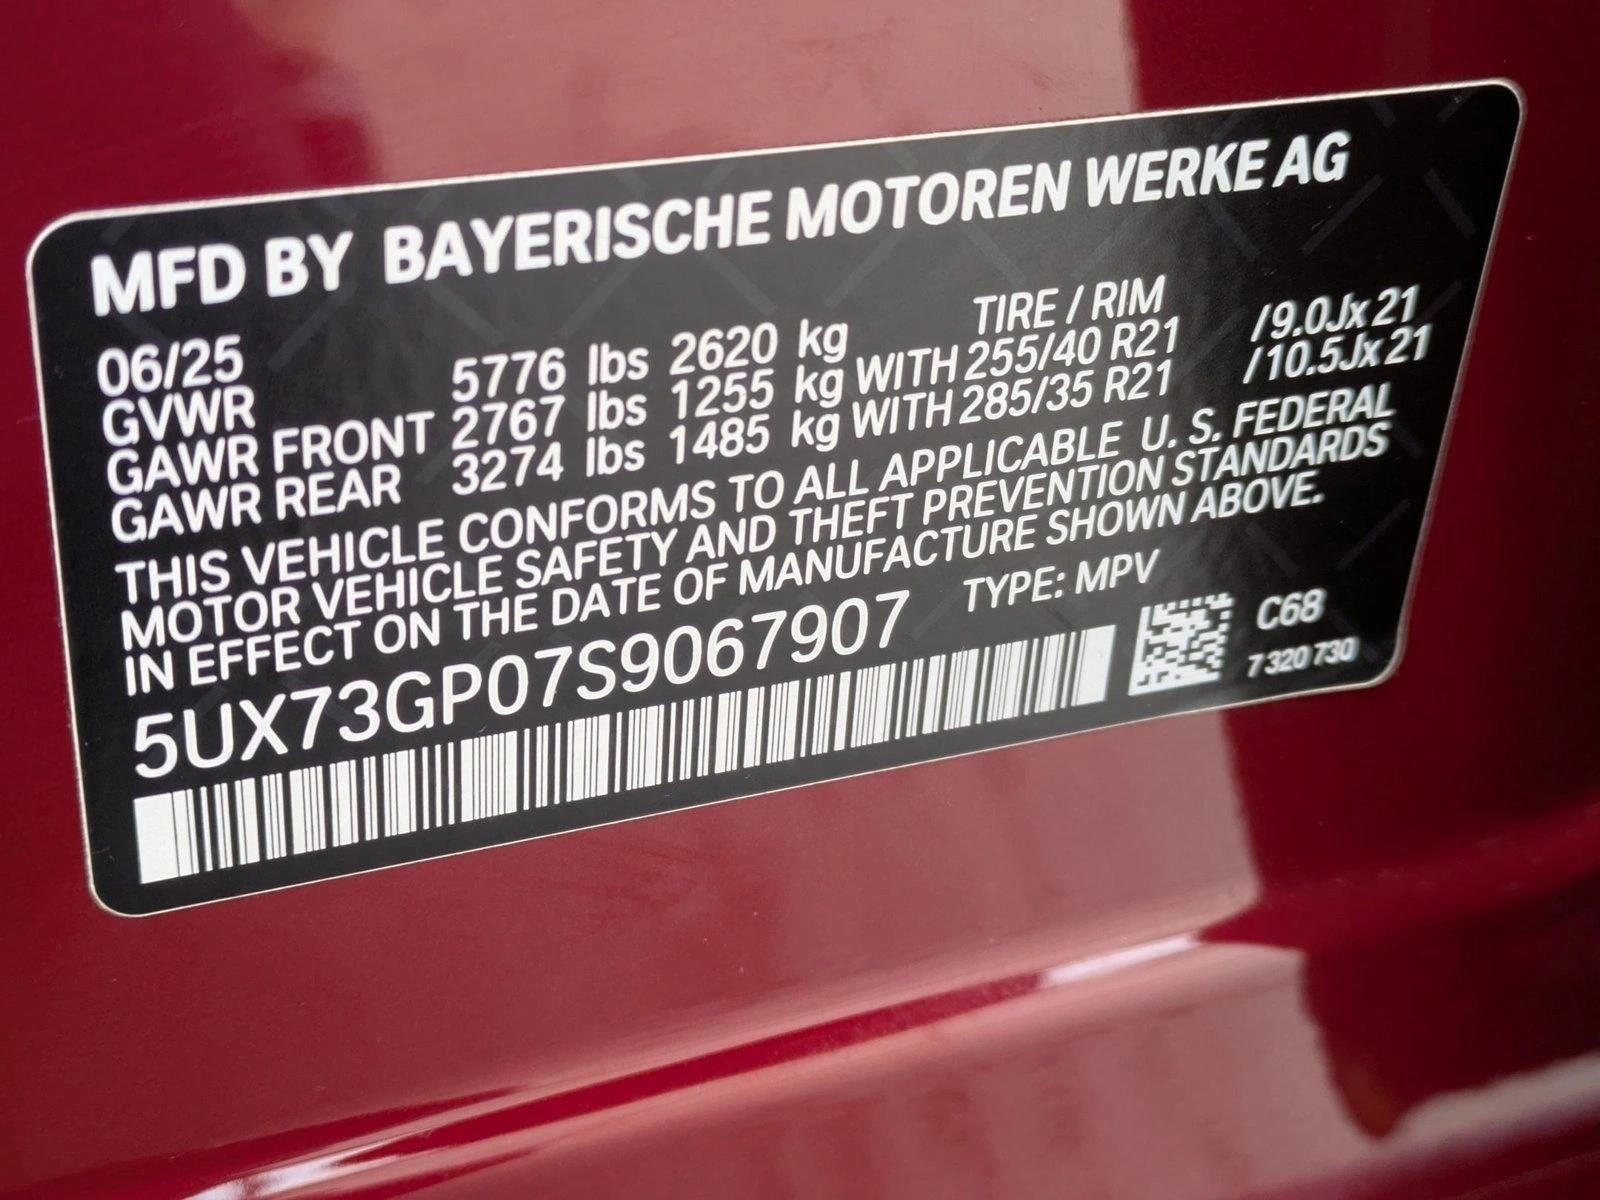 MFD BY BAYERISCHE MOTOREN WERKE AG
06/25 TIRE / RIM
GVWR 5776 lbs 2620 kg
GAWR FRONT 2767 lbs 1255 kg WITH 255/40 R21 /9.0Jx21
GAWR REAR 3274 lbs 1485 kg WITH 285/35 R21 /10.5Jx21
THIS VEHICLE CONFORMS TO ALL APPLICABLE U. S. FEDERAL
MOTOR VEHICLE SAFETY AND THEFT PREVENTION STANDARDS
IN EFFECT ON THE DATE OF MANUFACTURE SHOWN ABOVE.
5UX73GP07S9067907 TYPE: MPV
C68
7 320 730